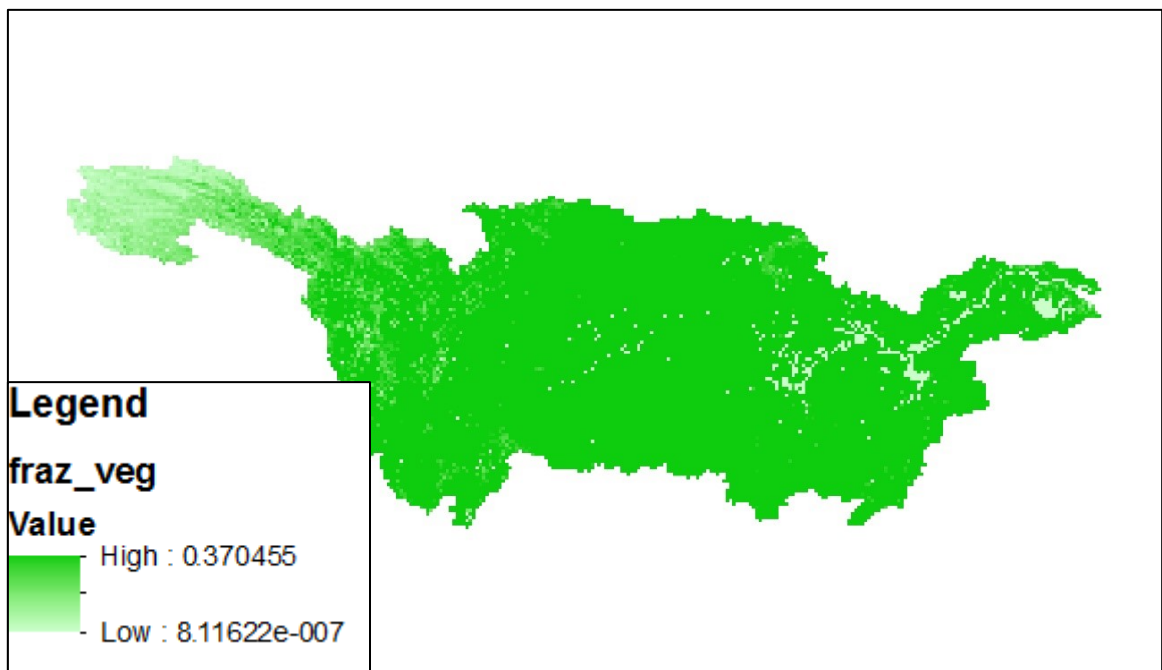 Legend
fraz_veg
Value
High : 0.370455
Low : 8.11622e-007